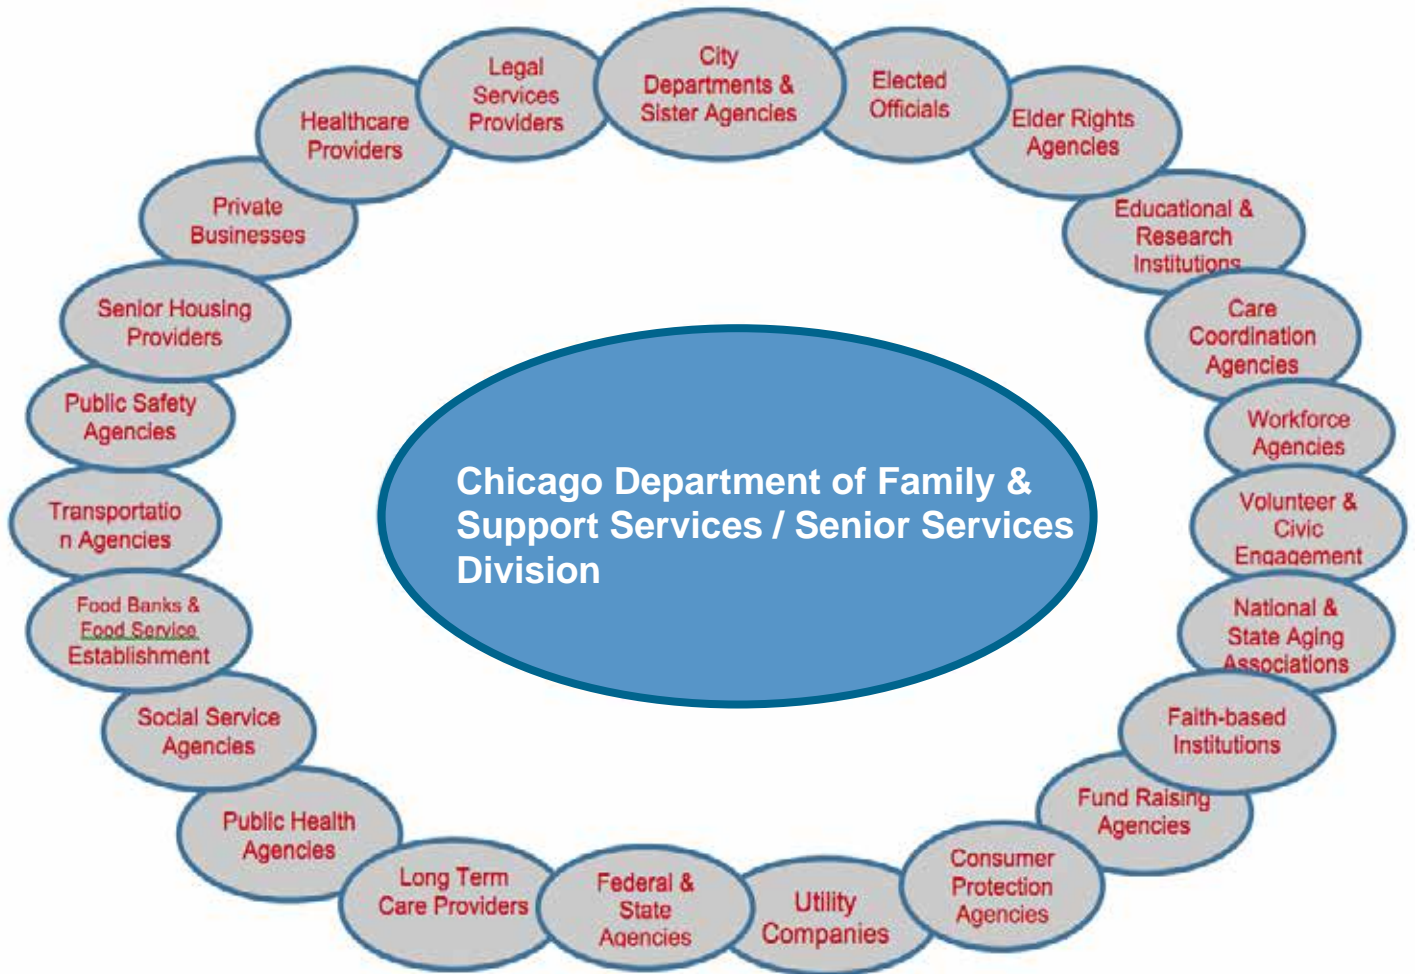 City
Departments &
Sister Agencies
Elected
Officials
Elder Rights
Agencies
Educational &
Research
Institutions
Care
Coordination
Agencies
Workforce
Agencies
Volunteer &
Civic
Engagement
National &
State Aging
Associations
Faith-based
Institutions
Fund Raising
Agencies
Consumer
Protection
Agencies
Utility
Companies
Federal &
State
Agencies
Long Term
Care Providers
Public Health
Agencies
Social Service
Agencies
Food Banks &
Food Service
Establishment
Transportatio
n Agencies
Public Safety
Agencies
Senior Housing
Providers
Private
Businesses
Healthcare
Providers
Legal
Services
Providers
Chicago Department of Family &
Support Services / Senior Services
Division